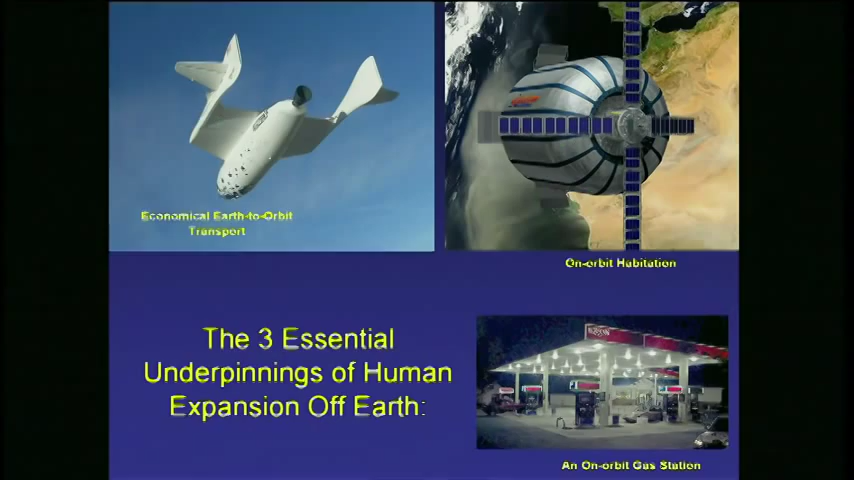 Economical Earth-to-Orbit
Transport
On-orbit Habitation
The 3 Essential
Underpinnings of Human
Expansion Off Earth:
An On-orbit Gas Station